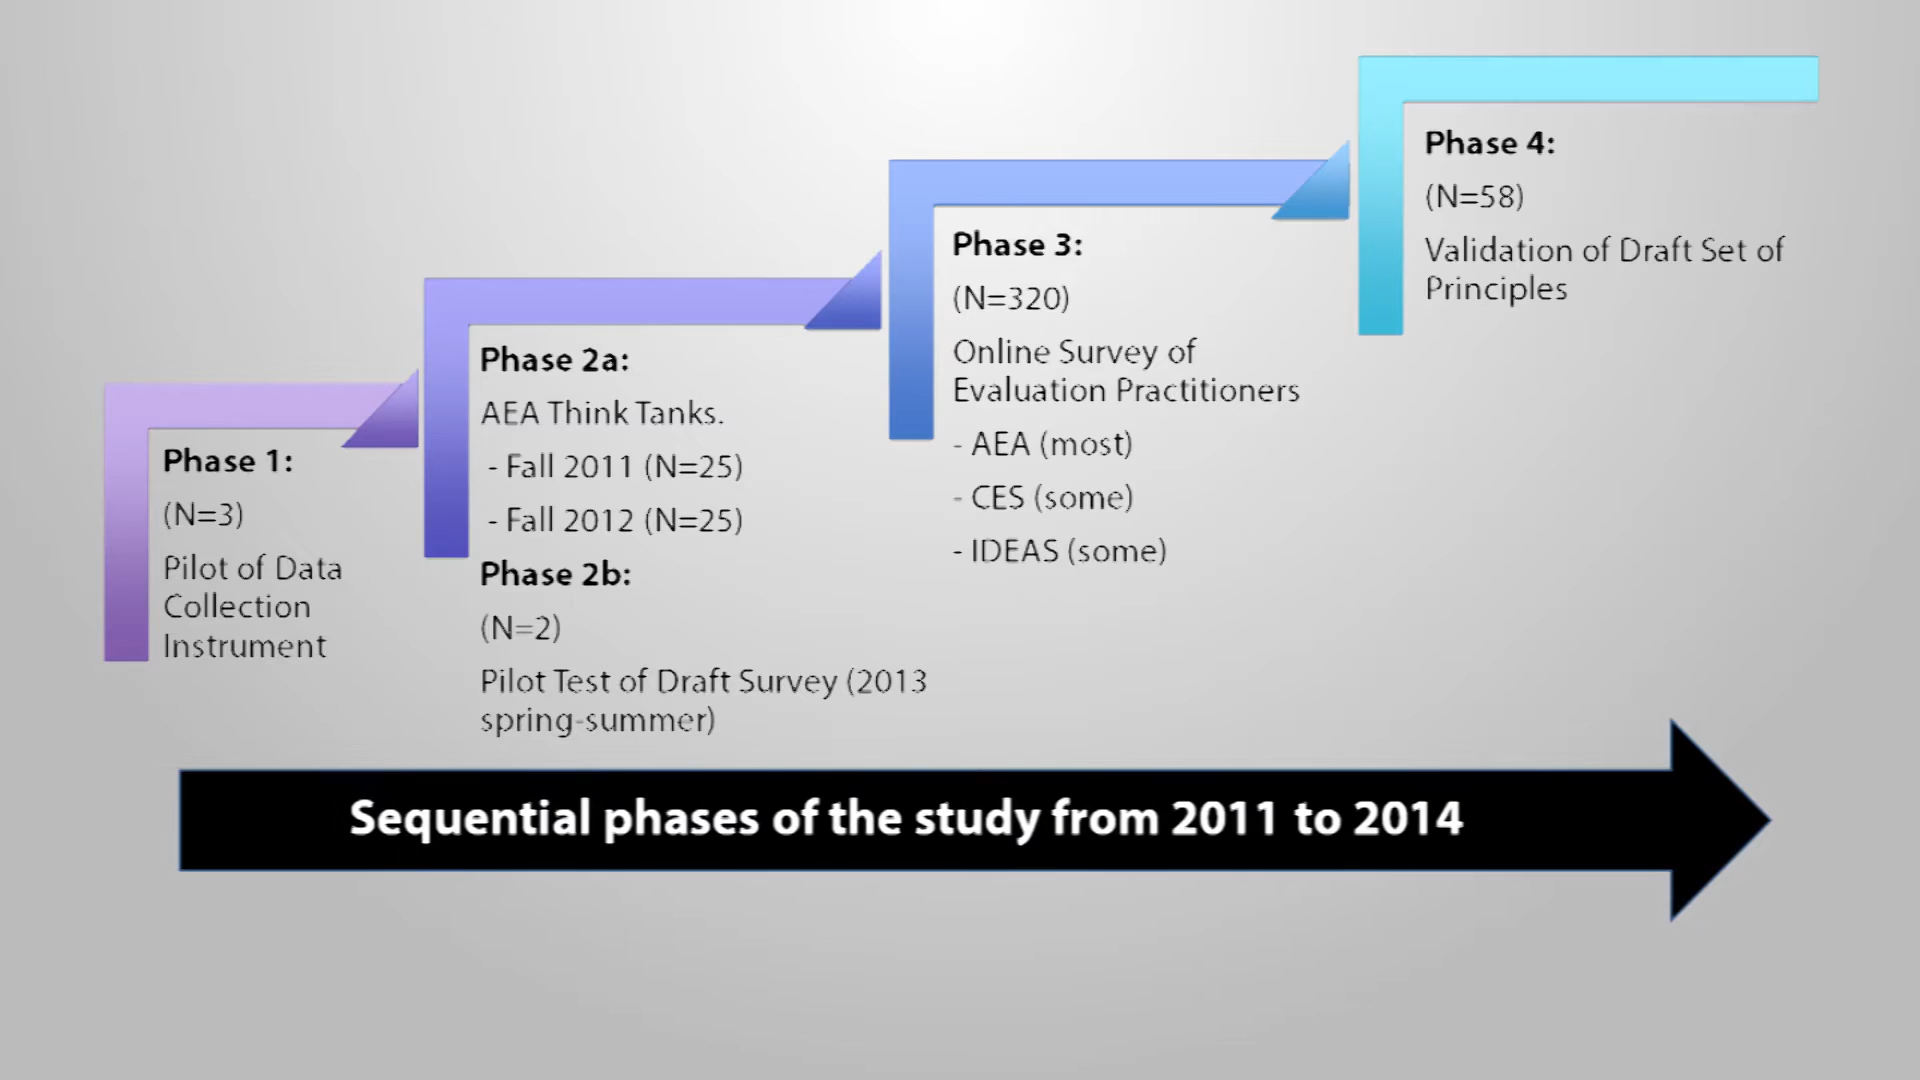 Phase 1:
(N=3)
Pilot of Data
Collection
Instrument
Phase 2a:
AEA Think Tanks.
- Fall 2011 (N=25)
- Fall 2012 (N=25)
Phase 2b:
(N=2)
Pilot Test of Draft Survey (2013
spring-summer)
Phase 3:
(N=320)
Online Survey of
Evaluation Practitioners
- AEA (most)
- CES (some)
- IDEAS (some)
Phase 4:
(N=58)
Validation of Draft Set of
Principles
Sequential phases of the study from 2011 to 2014